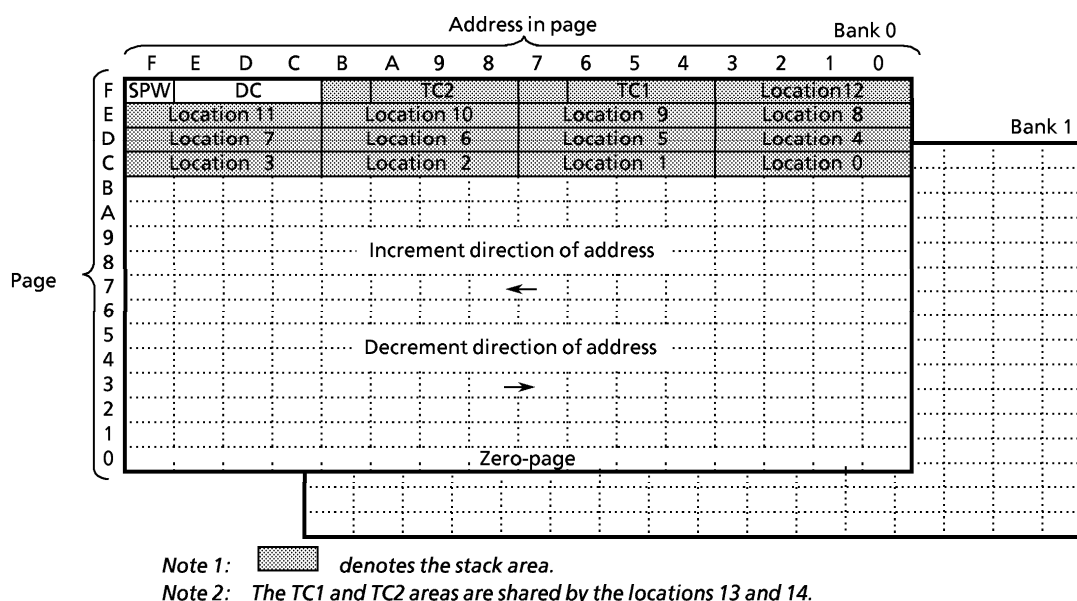 Address in page
Bank 0
F E D C B A 9 8 7 6 5 4 3 2 1 0
F SPW DC TC2 TC1 Location12
E Location 11 Location 10 Location 9 Location 8
Bank 1
D Location 7 Location 6 Location 5 Location 4
C Location 3 Location 2 Location 1 Location 0
B
A
9
Increment direction of address
8
Page
7
6
5
Decrement direction of address
4
3
2
1
0 Zero-page
Note 1: denotes the stack area.
Note 2: The TC1 and TC2 areas are shared by the locations 13 and 14.